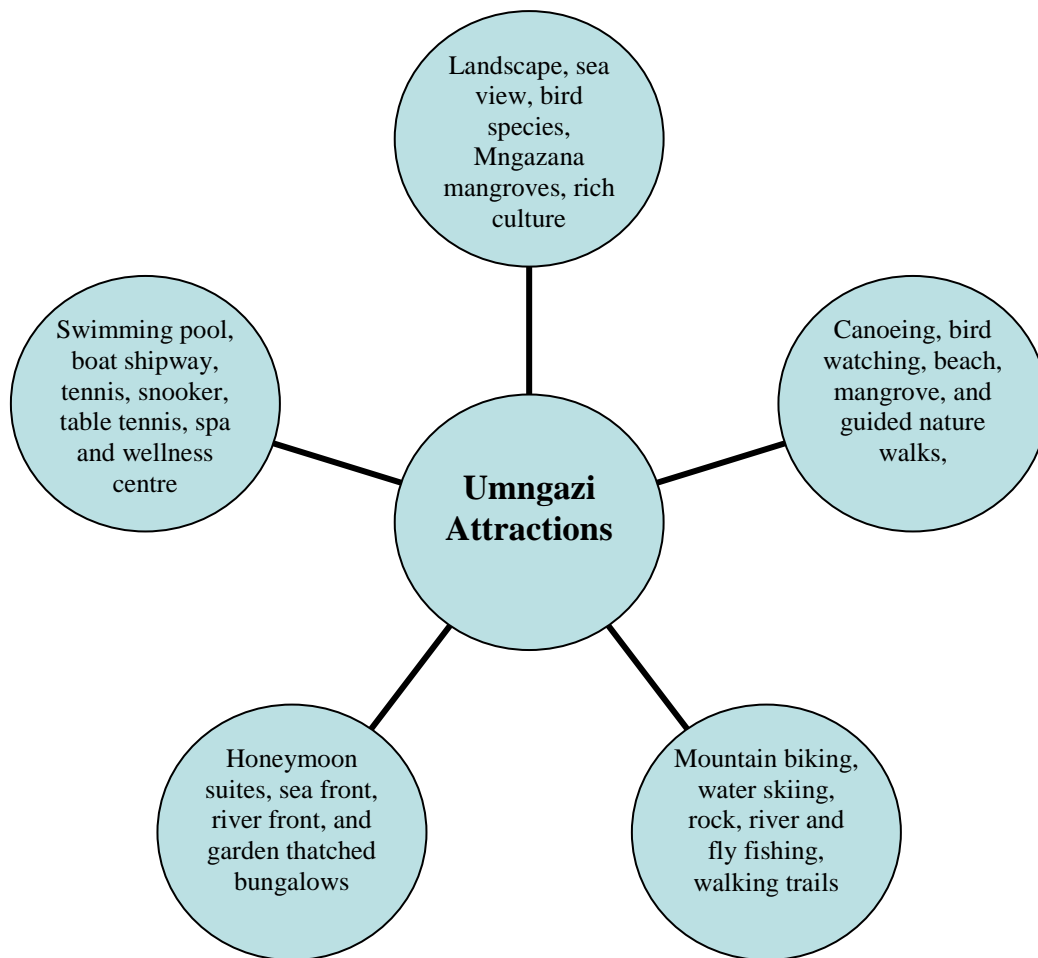 Landscape, sea
view, bird
species,
Mngazana
mangroves, rich
culture
Swimming pool,
boat shipway,
tennis, snooker,
table tennis, spa
and wellness
centre
Canoeing, bird
watching, beach,
mangrove, and
guided nature
walks,
Umngazi
Attractions
Honeymoon
suites, sea front,
river front, and
garden thatched
bungalows
Mountain biking,
water skiing,
rock, river and
fly fishing,
walking trails